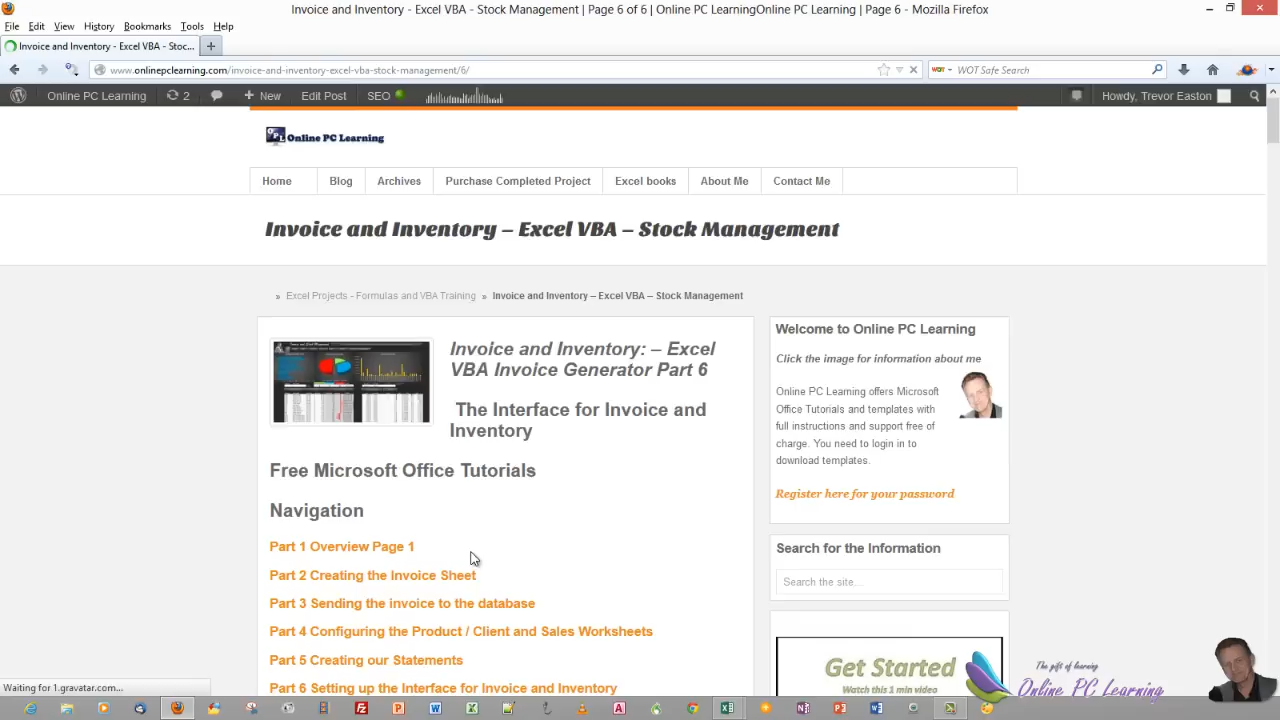 Invoice and Inventory - Excel VBA - Stock Management | Page 6 of 6 | Online PC LearningOnline PC Learning | Page 6 - Mozilla Firefox
File Edit View History Bookmarks Tools Help
Invoice and Inventory - Excel VBA - Stoc...
www.onlinepclearning.com/invoice-and-inventory-excel-vba-stock-management/6/
WOT Safe Search
Online PC Learning 2 New Edit Post SEO Howdy, Trevor Easton
Online PC Learning
Home Blog Archives Purchase Completed Project Excel books About Me Contact Me
Invoice and Inventory – Excel VBA – Stock Management
» Excel Projects - Formulas and VBA Training » Invoice and Inventory – Excel VBA – Stock Management
Invoice and Inventory: – Excel
VBA Invoice Generator Part 6
The Interface for Invoice and
Inventory
Free Microsoft Office Tutorials
Navigation
Part 1 Overview Page 1
Part 2 Creating the Invoice Sheet
Part 3 Sending the invoice to the database
Part 4 Configuring the Product / Client and Sales Worksheets
Part 5 Creating our Statements
Part 6 Setting up the Interface for Invoice and Inventory
Welcome to Online PC Learning
Click the image for information about me
Online PC Learning offers Microsoft
Office Tutorials and templates with
full instructions and support free of
charge. You need to login in to
download templates.
Register here for your password
Search for the Information
Search the site...
Get Started
Watch this 1 min video
The gift of learning
Online PC Learning
Waiting for 1.gravatar.com...